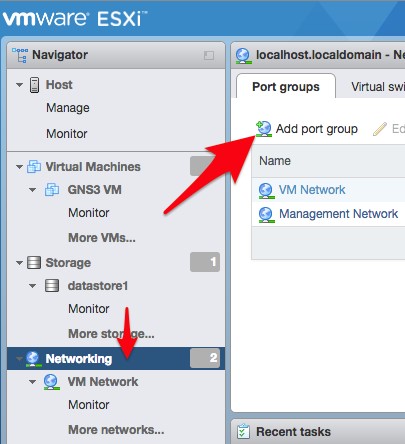 vmware ESXi™
Navigator
Host
Manage
Monitor
Virtual Machines
GNS3 VM
Monitor
More VMs...
Storage 1
datastore1
Monitor
More storage...
Networking 2
VM Network
Monitor
More networks...
localhost.localdomain - Ne
Port groups Virtual swi
Add port group Ed
Name
VM Network
Management Network
Recent tasks